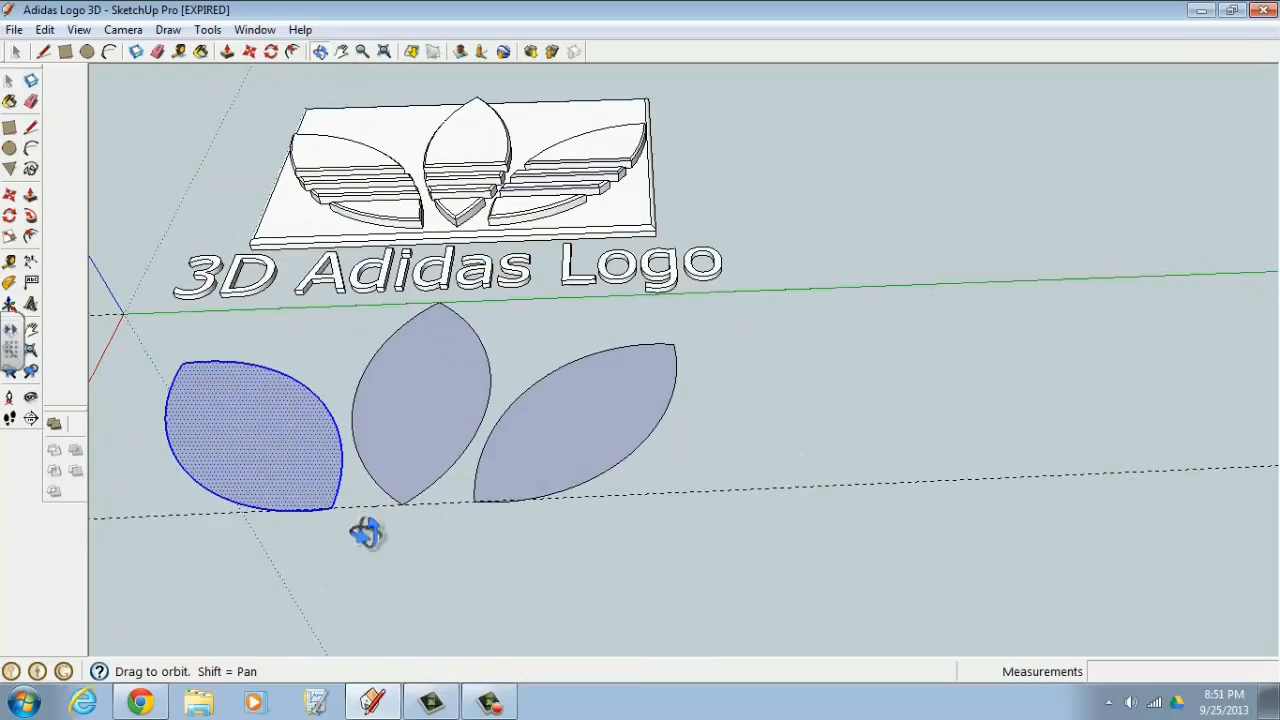 Adidas Logo 3D - SketchUp Pro [EXPIRED]
File Edit View Camera Draw Tools Window Help
3D Adidas Logo
Drag to orbit. Shift = Pan
Measurements
8:51 PM
9/25/2013